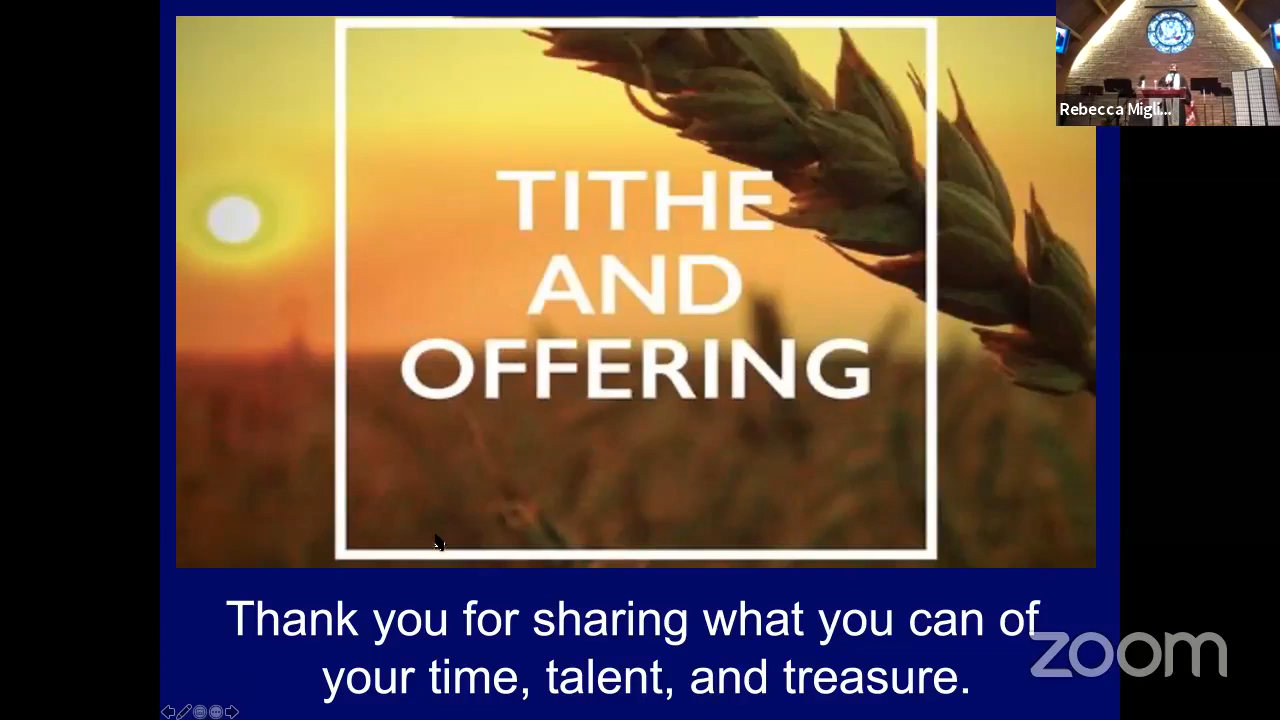 Rebecca Migli...
TITHE
AND
OFFERING
Thank you for sharing what you can of
your time, talent, and treasure.
zoom